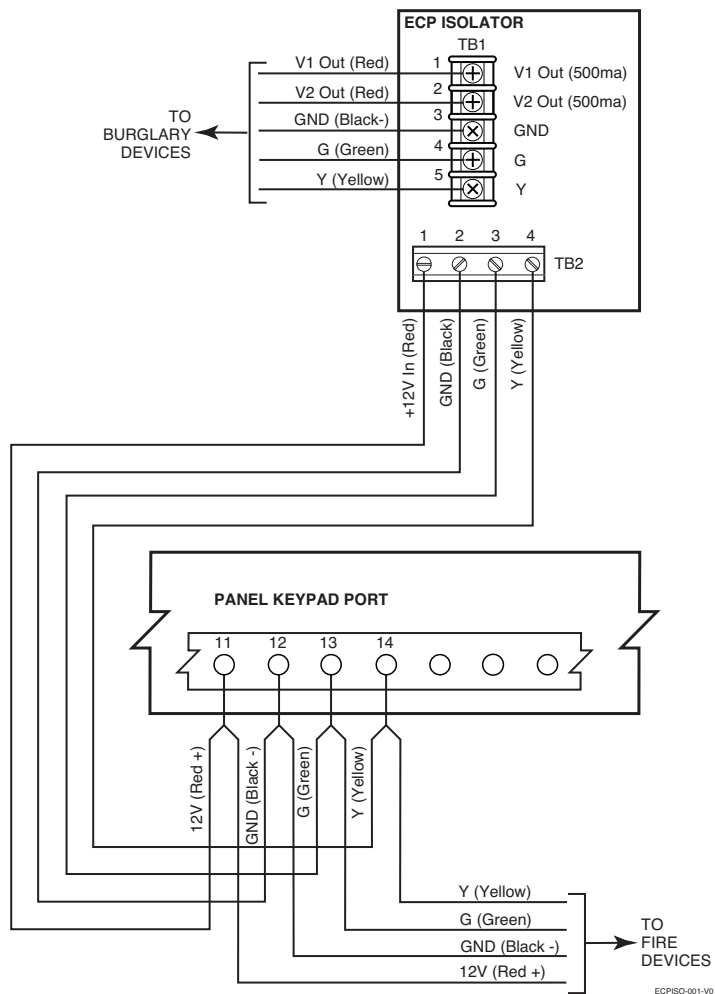 ECP ISOLATOR
TB1
V1 Out (Red) 1 V1 Out (500ma)
V2 Out (Red) 2 V2 Out (500ma)
GND (Black-) 3 GND
G (Green) 4 G
Y (Yellow) 5 Y
TO
BURGLARY
DEVICES
1 2 3 4
TB2
+12V In (Red)
GND (Black)
G (Green)
Y (Yellow)
PANEL KEYPAD PORT
11 12 13 14
12V (Red +)
GND (Black -)
G (Green)
Y (Yellow)
Y (Yellow)
G (Green)
GND (Black -)
12V (Red +)
TO
FIRE
DEVICES
ECPISO-001-V0